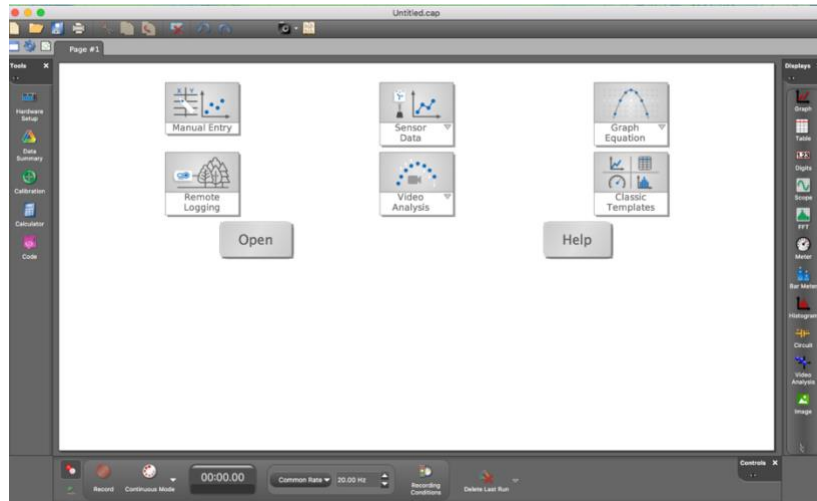 Untitled.cap
Page #1
Tools X
Displays
Hardware
Setup
Data
Summary
Calibration
Calculator
Code
X Y
Manual Entry
Sensor
Data
Graph
Equation
Remote
Logging
Video
Analysis
Classic
Templates
Open
Help
Graph
Table
Digits
Scope
FFT
Meter
Bar Meter
Histogram
Circuit
Video
Analysis
Image
Controls X
Record
Continuous Mode
00:00.00
Common Rate
20.00 Hz
Recording
Conditions
Delete Last Run